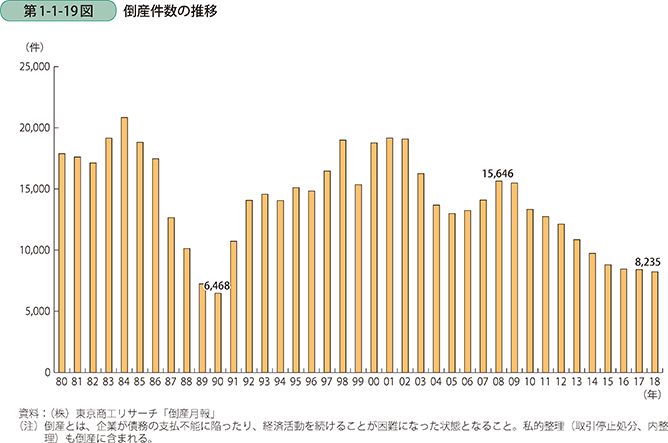 第1-1-19図 倒産件数の推移
(件)
25,000
20,000
15,000
10,000
5,000
0
6,468
15,646
8,235
80 81 82 83 84 85 86 87 88 89 90 91 92 93 94 95 96 97 98 99 00 01 02 03 04 05 06 07 08 09 10 11 12 13 14 15 16 17 18
(年)
資料:(株)東京商工リサーチ「倒産月報」
(注)倒産とは、企業が債務の支払不能に陥ったり、経済活動を続けることが困難になった状態となること。私的整理(取引停止処分、内整
理)も倒産に含まれる。